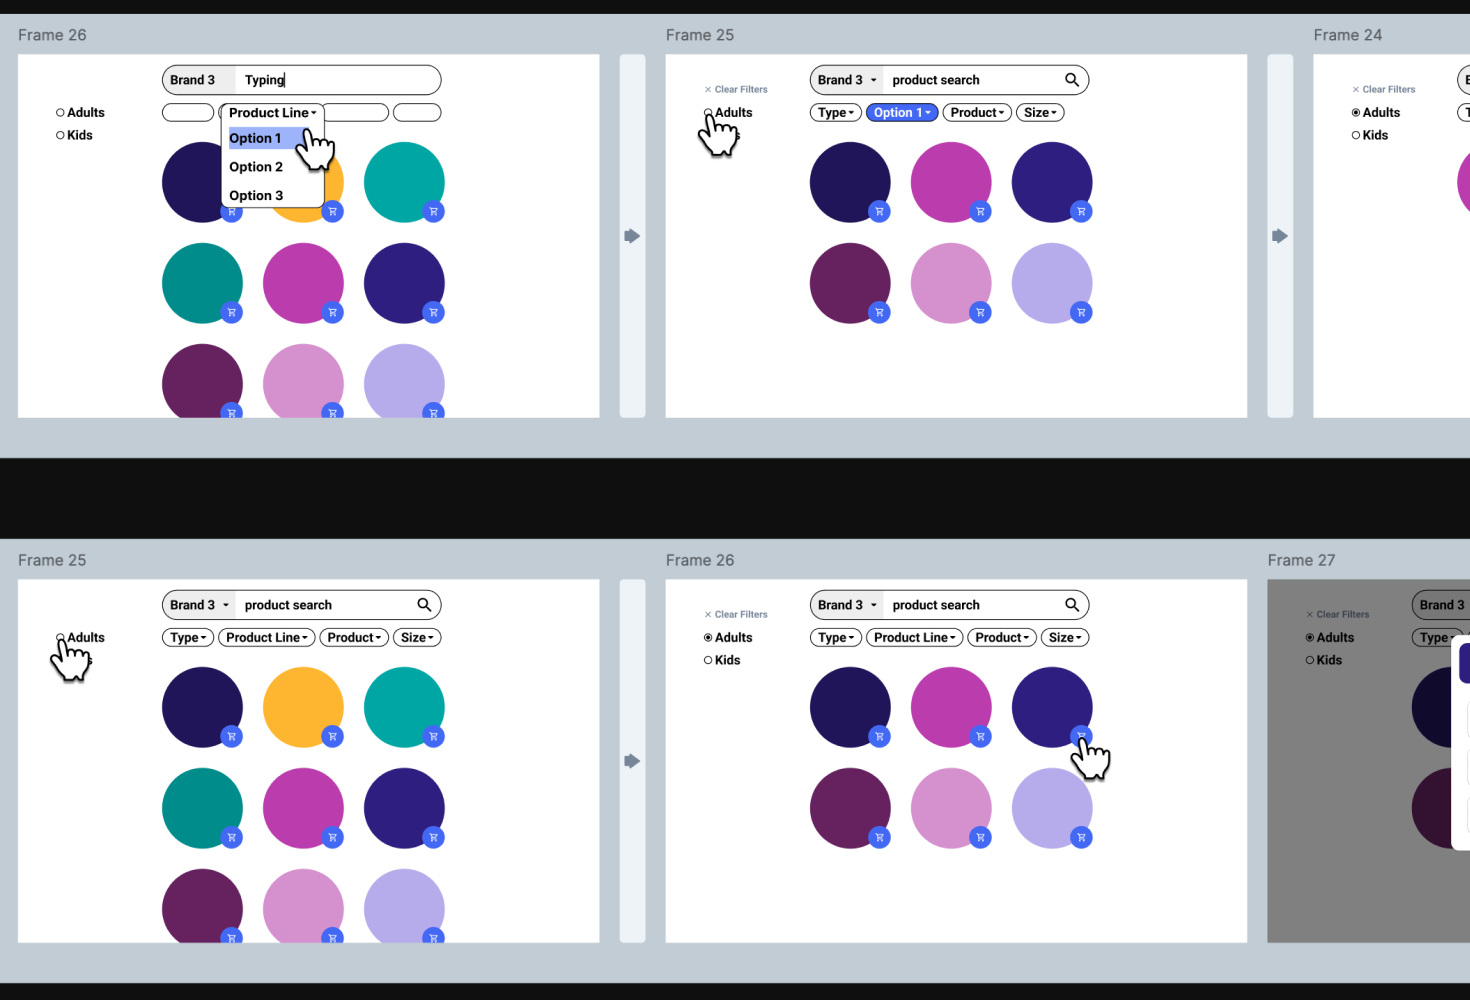 Frame 26
Brand 3 Typing
Product Line
Adults
Option 1
Kids
Option 2
Option 3
Frame 25
Brand 3 product search
× Clear Filters
Adults
Type Option 1 Product Size
Frame 24
× Clear Filters
Adults
Kids
Frame 25
Brand 3 product search
Adults
Type Product Line Product Size
Frame 26
Brand 3 product search
× Clear Filters
Adults
Type Product Line Product Size
Kids
Frame 27
Brand 3
× Clear Filters
Adults
Type
Kids